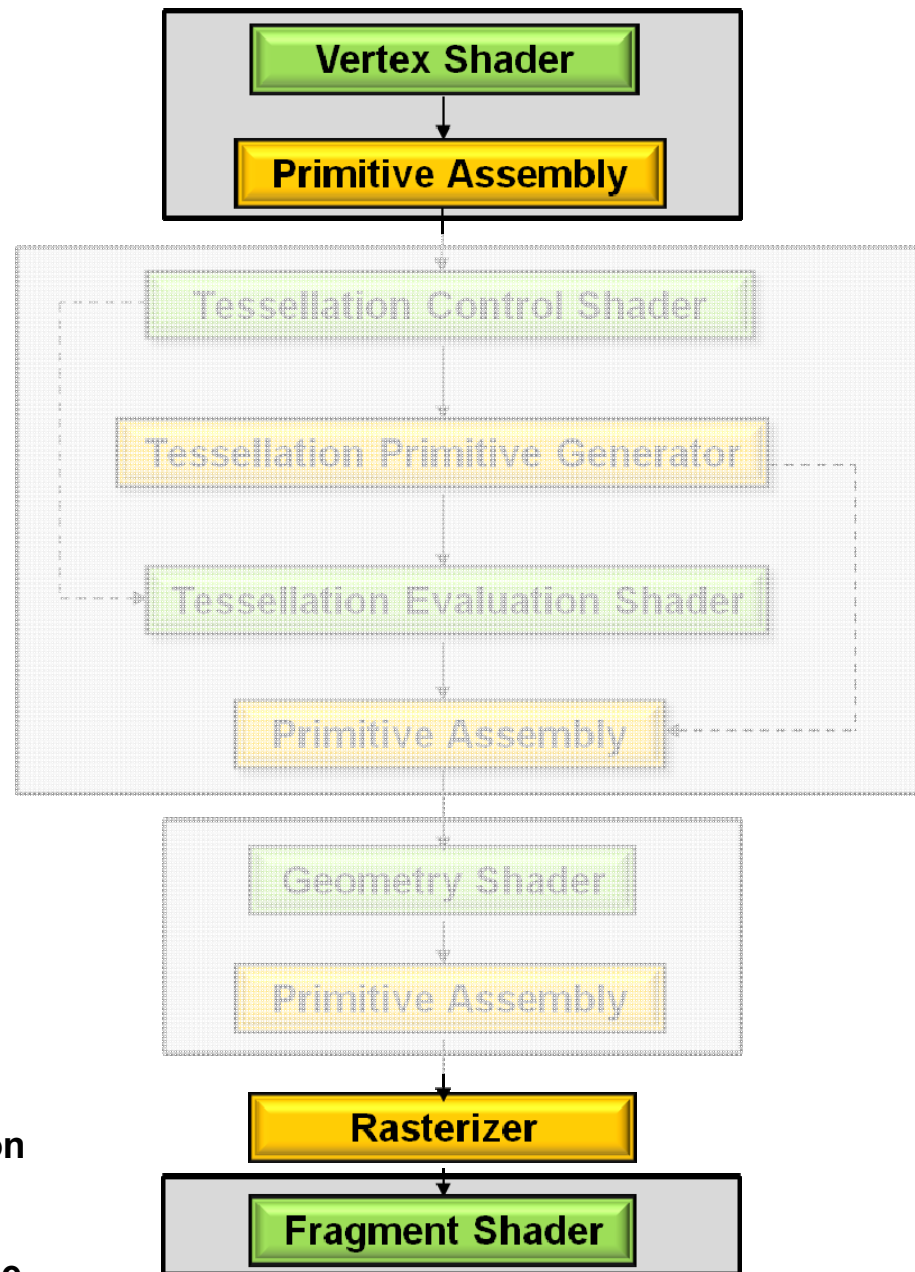 Vertex Shader
Primitive Assembly
Tessellation Control Shader
Tessellation Primitive Generator
Tessellation Evaluation Shader
Primitive Assembly
Geometry Shader
Primitive Assembly
Rasterizer
on
Fragment Shader